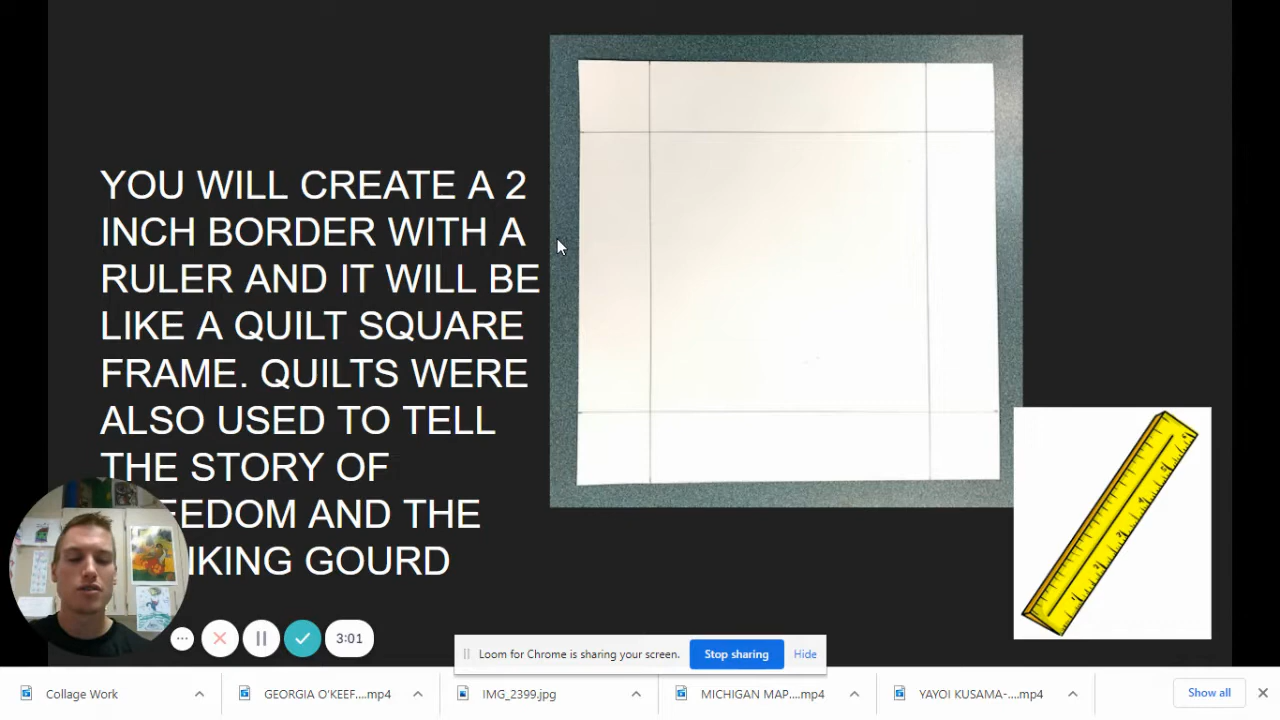 YOU WILL CREATE A 2
INCH BORDER WITH A
RULER AND IT WILL BE
LIKE A QUILT SQUARE
FRAME. QUILTS WERE
ALSO USED TO TELL
THE STORY OF
EEDOM AND THE
NKING GOURD
3:01
Loom for Chrome is sharing your screen.
Stop sharing
Hide
Collage Work
GEORGIA O'KEEF....mp4
IMG_2399.jpg
MICHIGAN MAP....mp4
YAYOI KUSAMA-....mp4
Show all